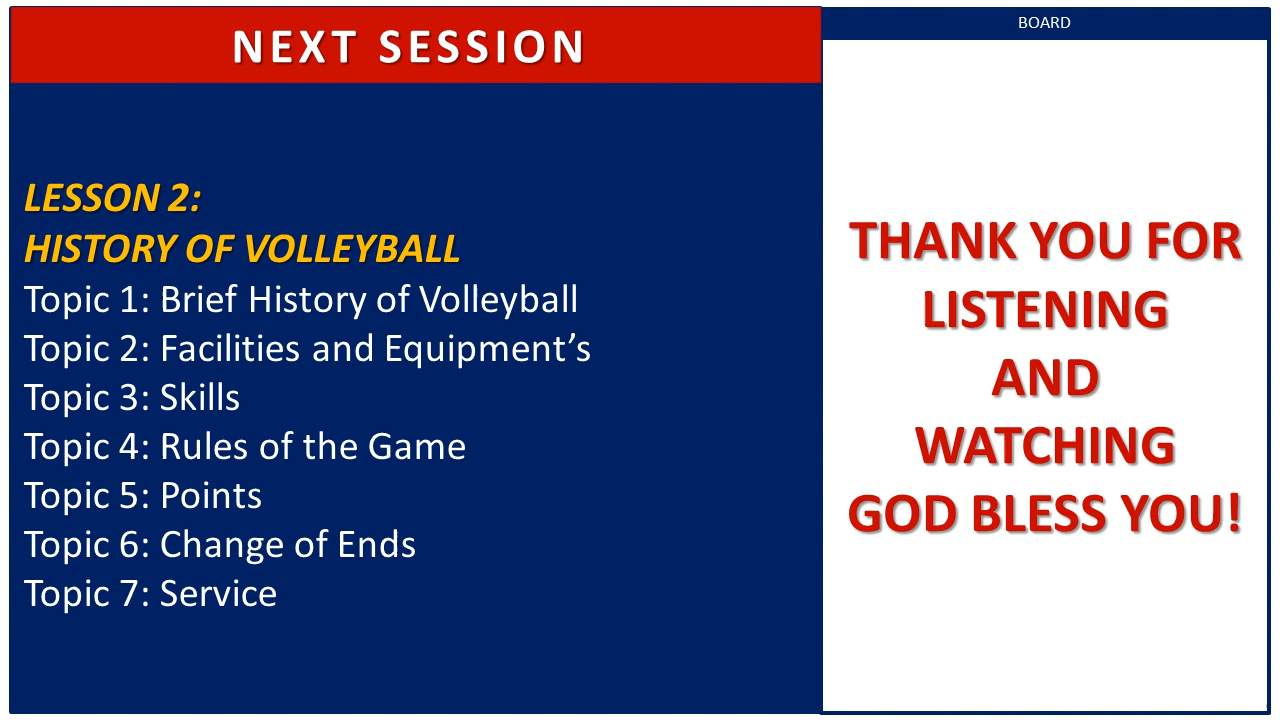 NEXT SESSION
LESSON 2:
HISTORY OF VOLLEYBALL
Topic 1: Brief History of Volleyball
Topic 2: Facilities and Equipment’s
Topic 3: Skills
Topic 4: Rules of the Game
Topic 5: Points
Topic 6: Change of Ends
Topic 7: Service
BOARD
THANK YOU FOR
LISTENING
AND
WATCHING
GOD BLESS YOU!